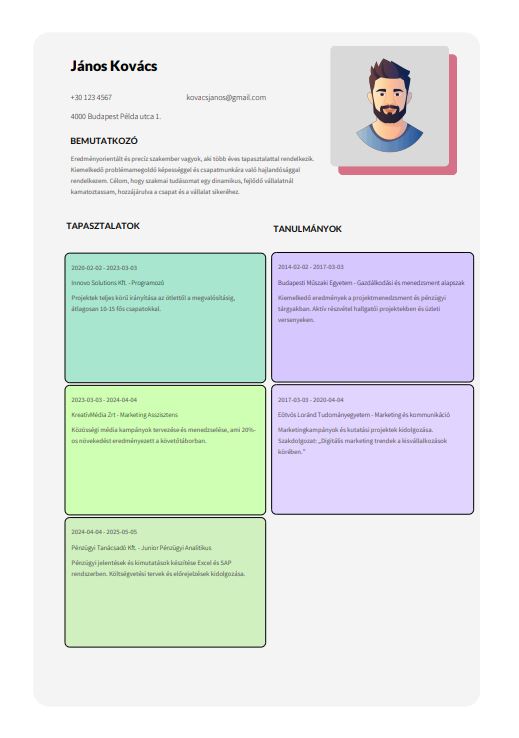 János Kovács
+30 123 4567
kovacsjanos@gmail.com
4000 Budapest Példa utca 1.
BEMUTATKOZÓ
Eredményorientált és precíz szakember vagyok, aki több éves tapasztalattal rendelkezik.
Kiemelkedő problémamegoldó képességgel és csapatmunkára való hajlandósággal
rendelkezem. Célom, hogy szakmai tudásomat egy dinamikus, fejlődő vállalatnál
kamatoztassam, hozzájárulva a csapat és a vállalat sikeréhez.
TAPASZTALATOK
2020-02-02 - 2023-03-03
Innovo Solutions Kft. - Programozó
Projektek teljes körű irányítása az ötlettől a megvalósításig,
átlagosan 10-15 fős csapatokkal.
2023-03-03 - 2024-04-04
KreatívMédia Zrt - Marketing Asszisztens
Közösségi média kampányok tervezése és menedzselése, ami 20%-
os növekedést eredményezett a követőtáborban.
2024-04-04 - 2025-05-05
Pénzügyi Tanácsadó Kft. - Junior Pénzügyi Analitikus
Pénzügyi jelentések és kimutatások készítése Excel és SAP
rendszerben. Költségvetési tervek és előrejelzések kidolgozása.
TANULMÁNYOK
2014-02-02 - 2017-03-03
Budapesti Műszaki Egyetem - Gazdálkodási és menedzsment alapszak
Kiemelkedő eredmények a projektmenedzsment és pénzügyi
tárgyakban. Aktív részvétel hallgatói projektekben és üzleti
versenyeken.
2017-03-03 - 2020-04-04
Eötvös Loránd Tudományegyetem - Marketing és kommunikáció
Marketingkampányok és kutatási projektek kidolgozása.
Szakdolgozat: „Digitális marketing trendek a kisvállalkozások
körében.”